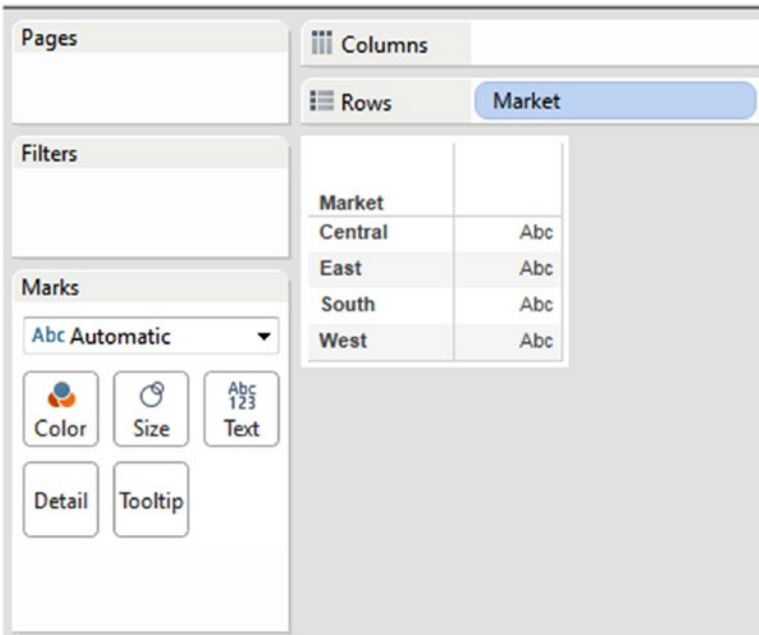 Pages
Columns
Rows Market
Filters
Market
Central Abc
East Abc
South Abc
West Abc
Marks
Abc Automatic
Color
Size
Abc
123
Text
Detail
Tooltip